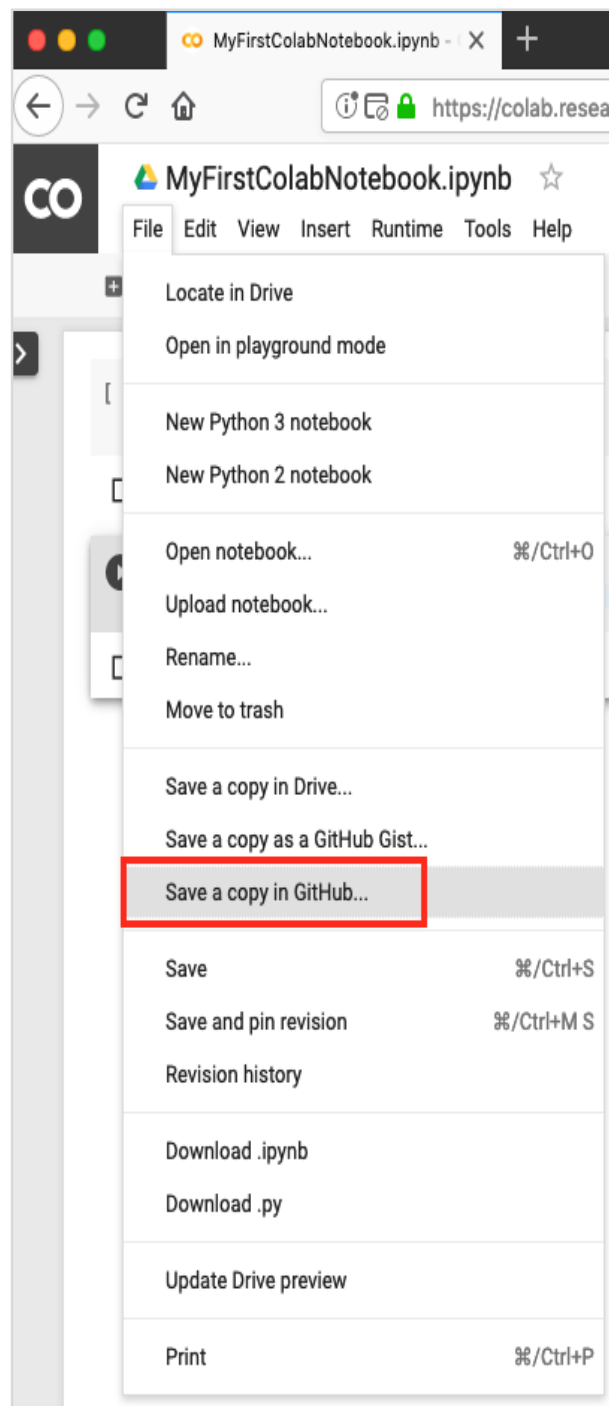 MyFirstColabNotebook.ipynb -
https://colab.resea
CO
MyFirstColabNotebook.ipynb
File Edit View Insert Runtime Tools Help
Locate in Drive
Open in playground mode
[
New Python 3 notebook
New Python 2 notebook
Open notebook... ⌘/Ctrl+O
Upload notebook...
Rename...
Move to trash
Save a copy in Drive...
Save a copy as a GitHub Gist...
Save a copy in GitHub...
Save ⌘/Ctrl+S
Save and pin revision ⌘/Ctrl+M S
Revision history
Download .ipynb
Download .py
Update Drive preview
Print ⌘/Ctrl+P